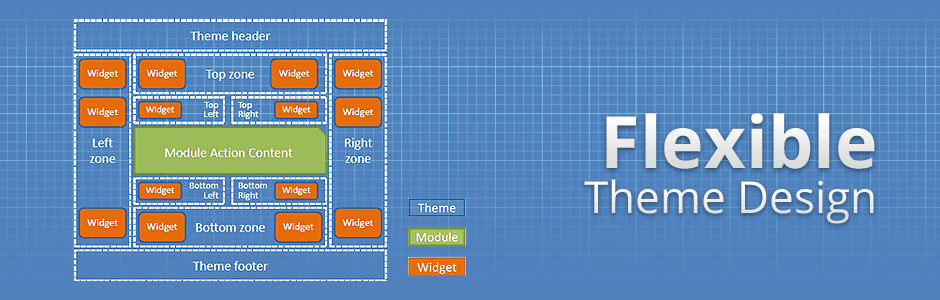 Theme header
Widget
Widget
Top zone
Widget
Widget
Widget
Widget
Top
Left
Top
Right
Widget
Widget
Left
zone
Module Action Content
Right
zone
Widget
Bottom
Left
Bottom
Right
Widget
Widget
Widget
Bottom zone
Widget
Widget
Theme footer
Theme
Module
Widget
Flexible
Theme Design